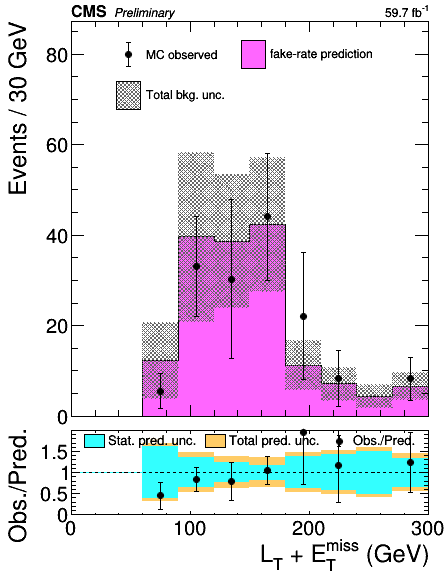 CMS Preliminary 59.7 fb⁻¹
Events / 30 GeV
MC observed
fake-rate prediction
Total bkg. unc.
80
60
40
20
0
Obs./Pred.
Stat. pred. unc.
Total pred. unc.
Obs./Pred.
1.5
1
0.5
0
0 100 200 300
L_T + E_T^miss (GeV)